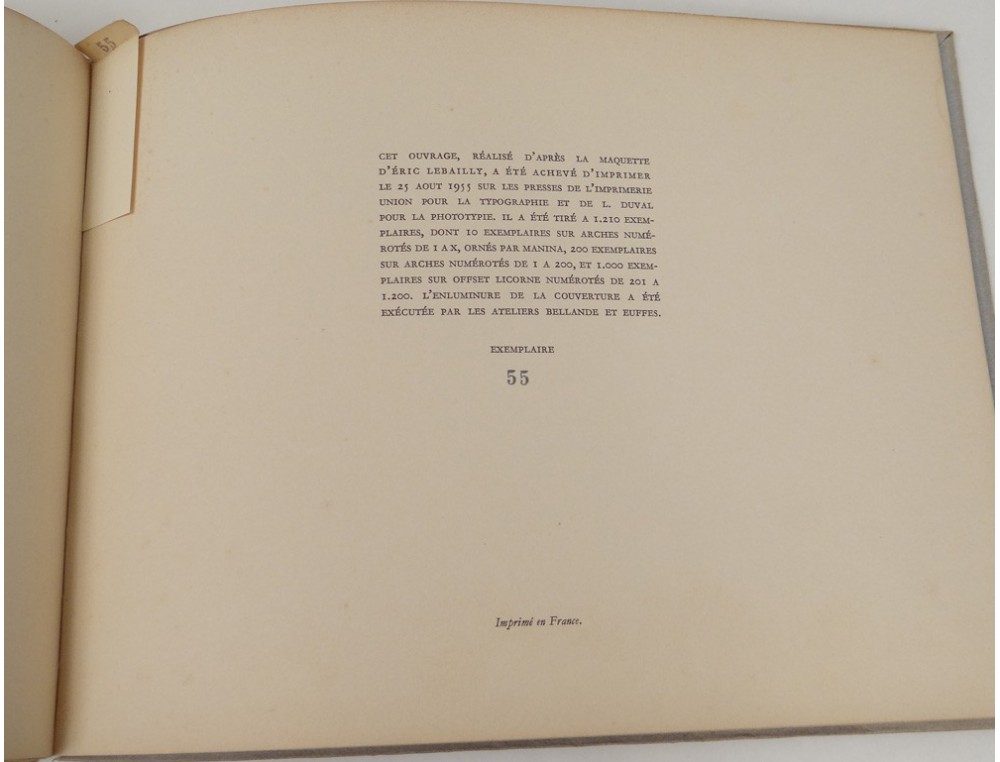 55
CET OUVRAGE, RÉALISÉ D'APRÈS LA MAQUETTE
D'ÉRIC LEBAILLY, A ÉTÉ ACHEVÉ D'IMPRIMER
LE 25 AOUT 1955 SUR LES PRESSES DE L'IMPRIMERIE
UNION POUR LA TYPOGRAPHIE ET DE L. DUVAL
POUR LA PHOTOTYPIE. IL A ÉTÉ TIRÉ A 1.210 EXEM-
PLAIRES, DONT 10 EXEMPLAIRES SUR ARCHES NUMÉ-
ROTÉS DE I A X, ORNÉS PAR MANINA, 200 EXEMPLAIRES
SUR ARCHES NUMÉROTÉS DE 1 A 200, ET 1.000 EXEM-
PLAIRES SUR OFFSET LICORNE NUMÉROTÉS DE 201 A
1.200. L'ENLUMINURE DE LA COUVERTURE A ÉTÉ
EXÉCUTÉE PAR LES ATELIERS BELLANDE ET EUFFES.
EXEMPLAIRE
55
Imprimé en France.